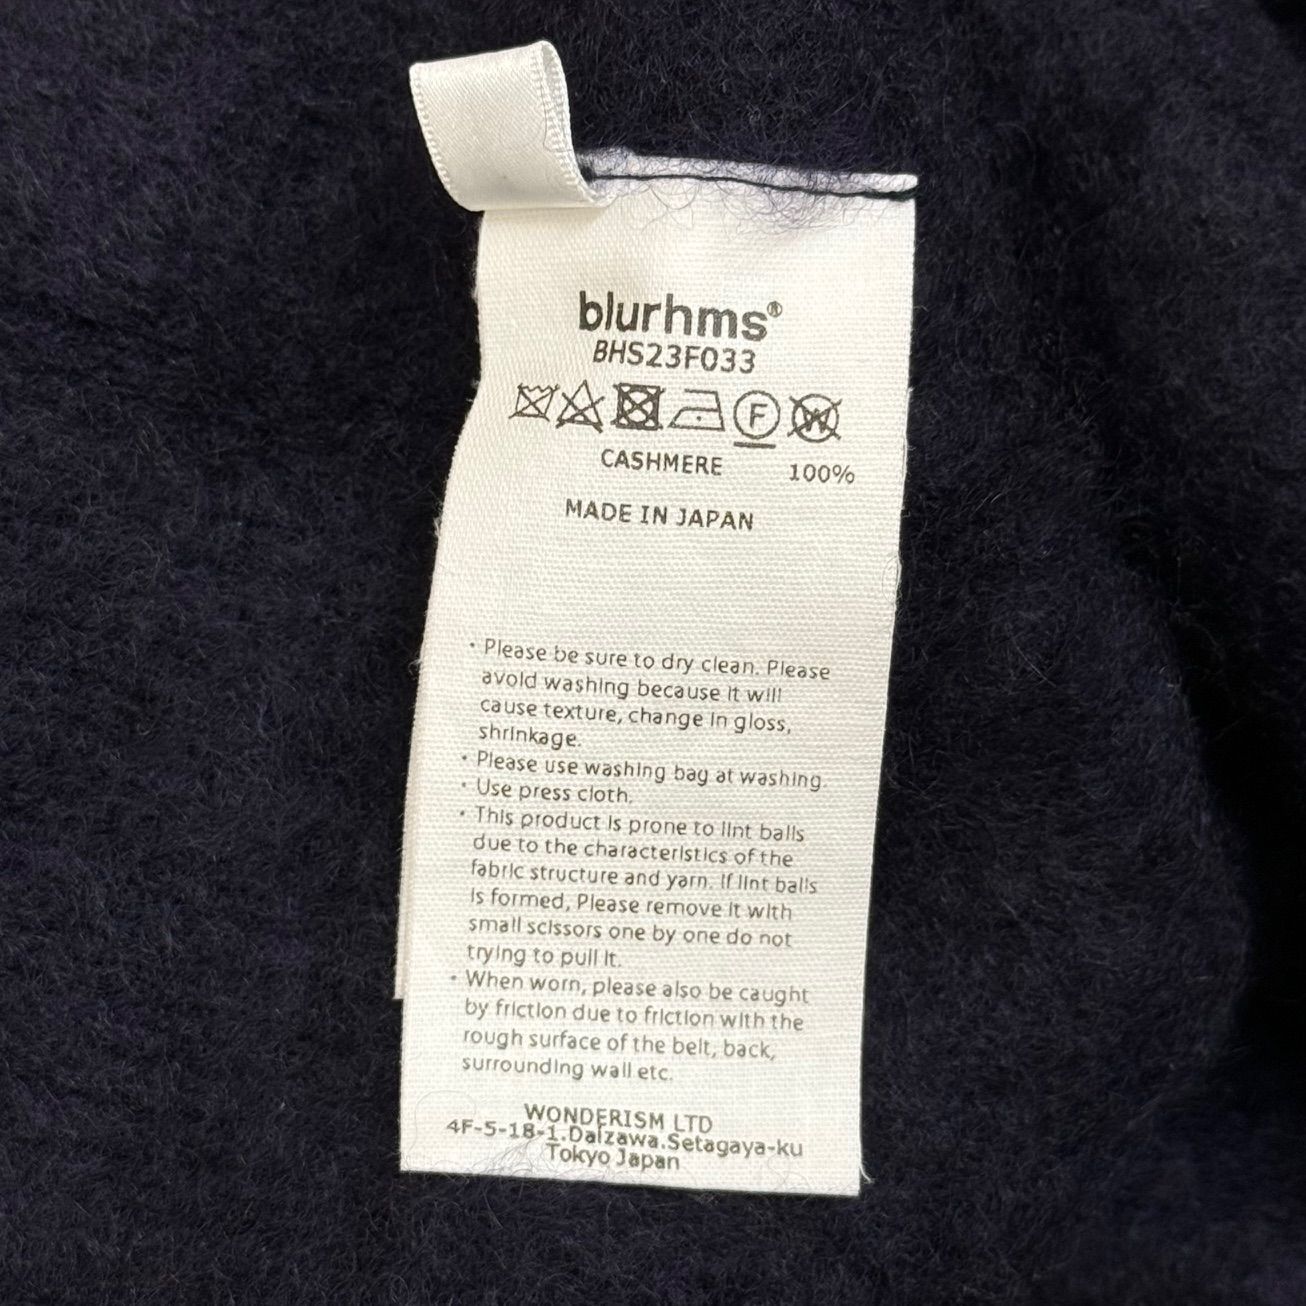 blurhms®
BHS23F033
F W
CASHMERE 100%
MADE IN JAPAN
・Please be sure to dry clean. Please
avoid washing because it will
cause texture, change in gloss,
shrinkage.
・Please use washing bag at washing.
・Use press cloth.
・This product is prone to lint balls
due to the characteristics of the
fabric structure and yarn. If lint balls
is formed, Please remove it with
small scissors one by one do not
trying to pull it.
・When worn, please also be caught
by friction due to friction with the
rough surface of the belt, back,
surrounding wall etc.
WONDERISM LTD
4F-5-18-1.Daizawa.Setagaya-ku
Tokyo Japan